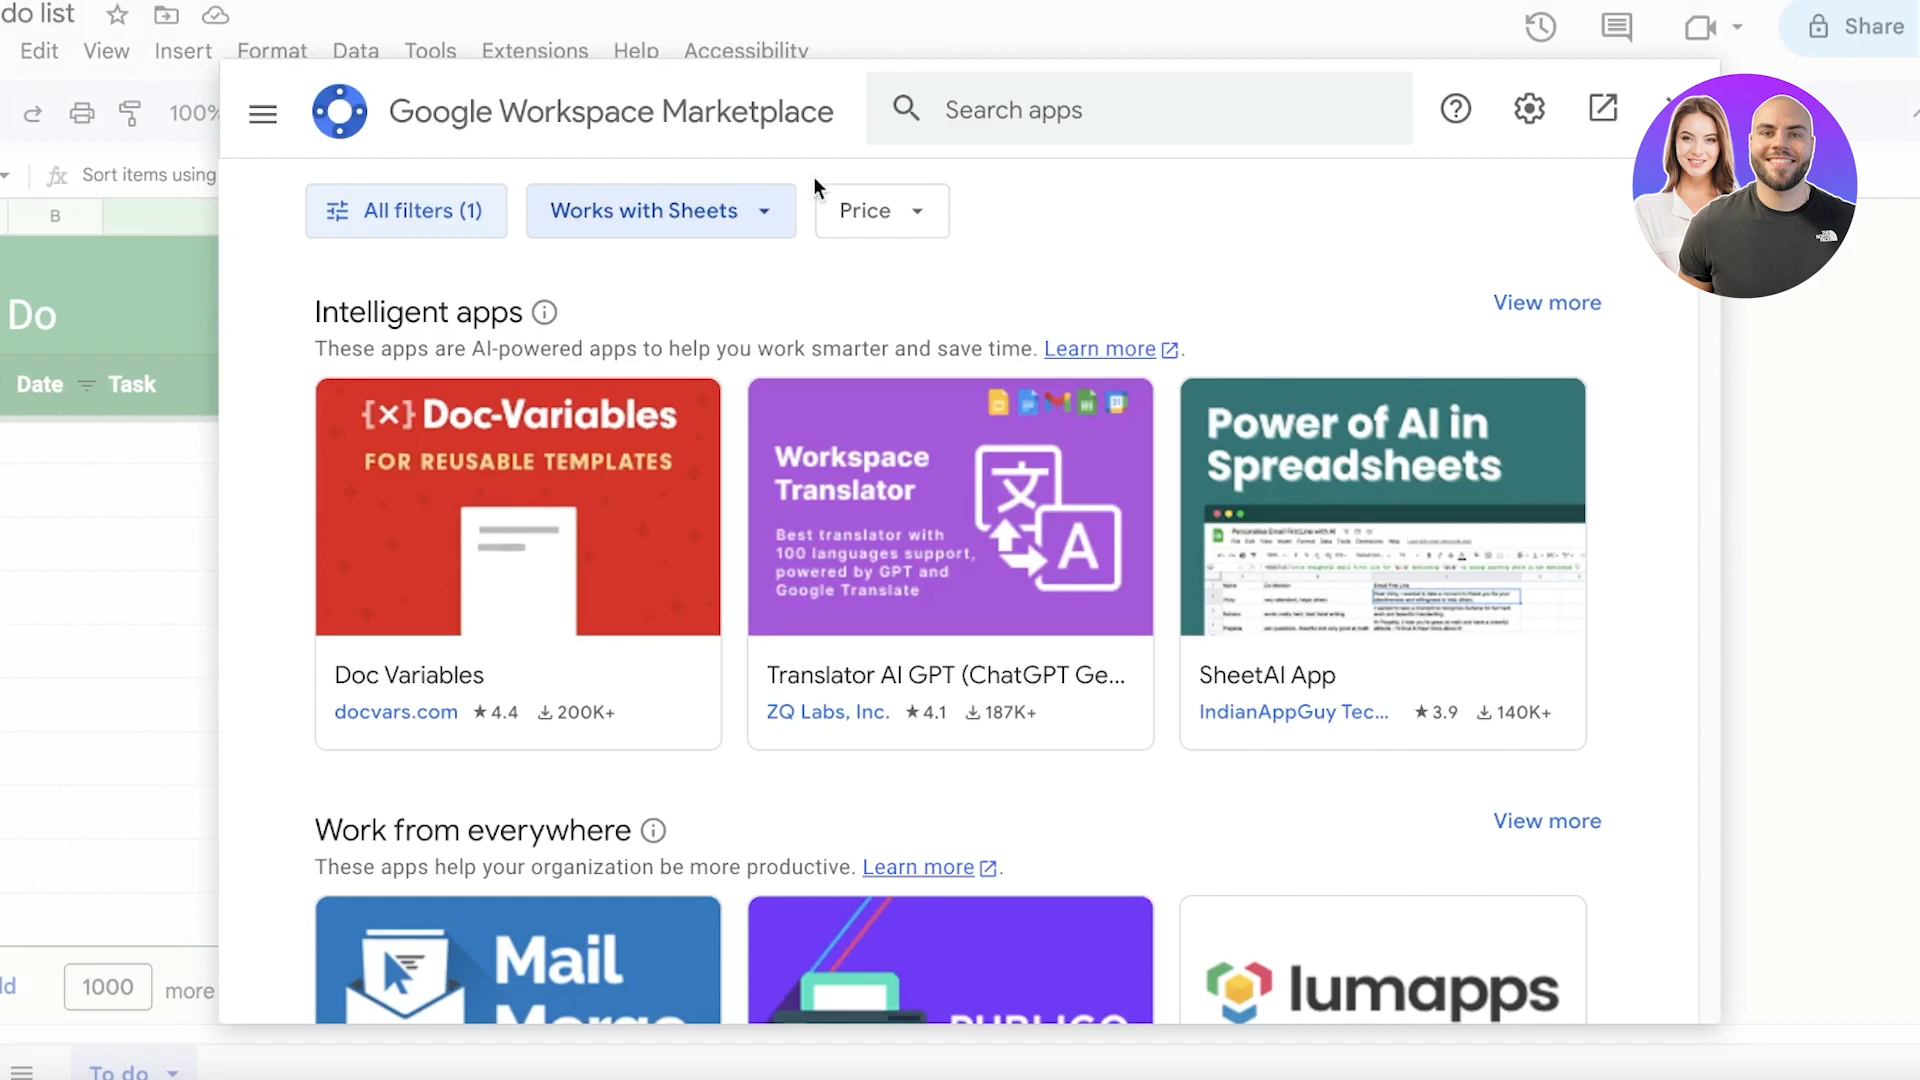 do list
Edit View Insert Format Data Tools Extensions Help Accessibility
Share
100%
Google Workspace Marketplace
Search apps
fx Sort items using
All filters (1)
Works with Sheets
Price
B
Do
Date Task
Intelligent apps
View more
These apps are AI-powered apps to help you work smarter and save time. Learn more.
{x} Doc-Variables
FOR REUSABLE TEMPLATES
Workspace
Translator
Best translator with
100 languages support,
powered by GPT and
Google Translate
文
A
31
Power of AI in
Spreadsheets
Doc Variables
docvars.com ★4.4 200K+
Translator AI GPT (ChatGPT Ge...
ZQ Labs, Inc. ★4.1 187K+
SheetAI App
IndianAppGuy Tec... ★3.9 140K+
Work from everywhere
View more
These apps help your organization be more productive. Learn more.
Mail
Merge
PUBLIGO
lumapps
1000 more
To do